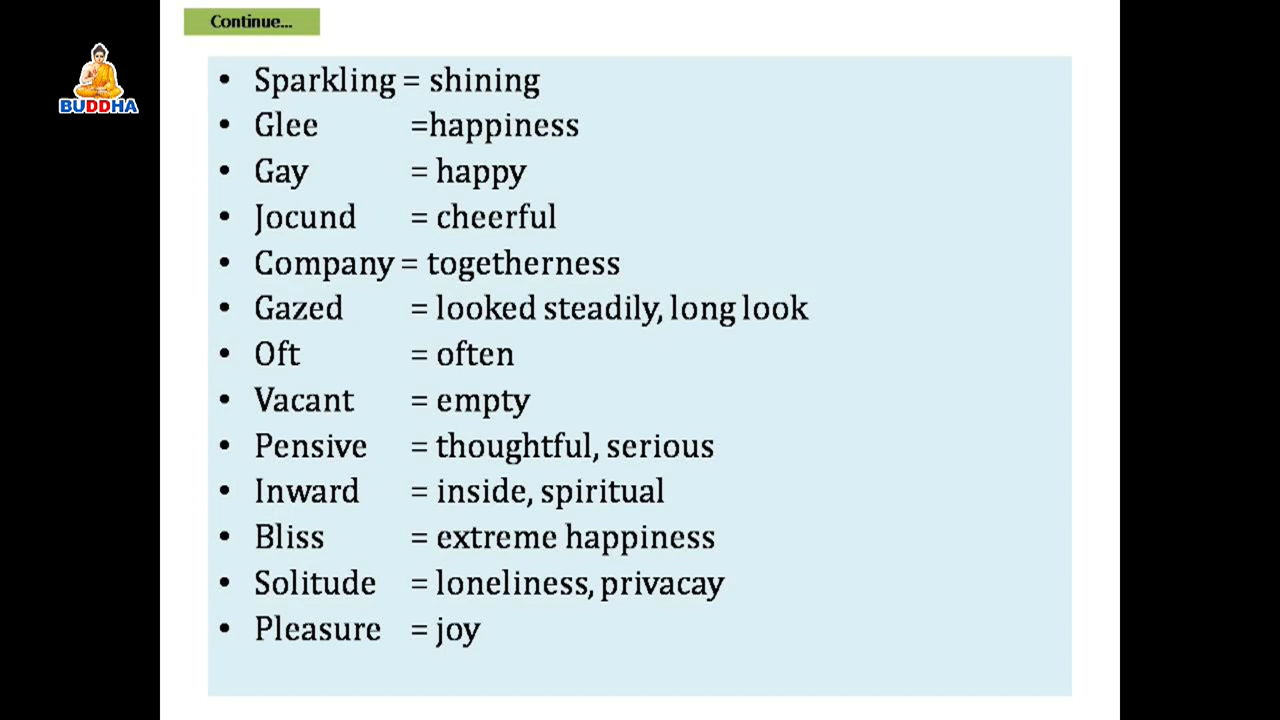 Continue...
BUDDHA
• Sparkling = shining
• Glee =happiness
• Gay = happy
• Jocund = cheerful
• Company = togetherness
• Gazed = looked steadily, long look
• Oft = often
• Vacant = empty
• Pensive = thoughtful, serious
• Inward = inside, spiritual
• Bliss = extreme happiness
• Solitude = loneliness, privacay
• Pleasure = joy